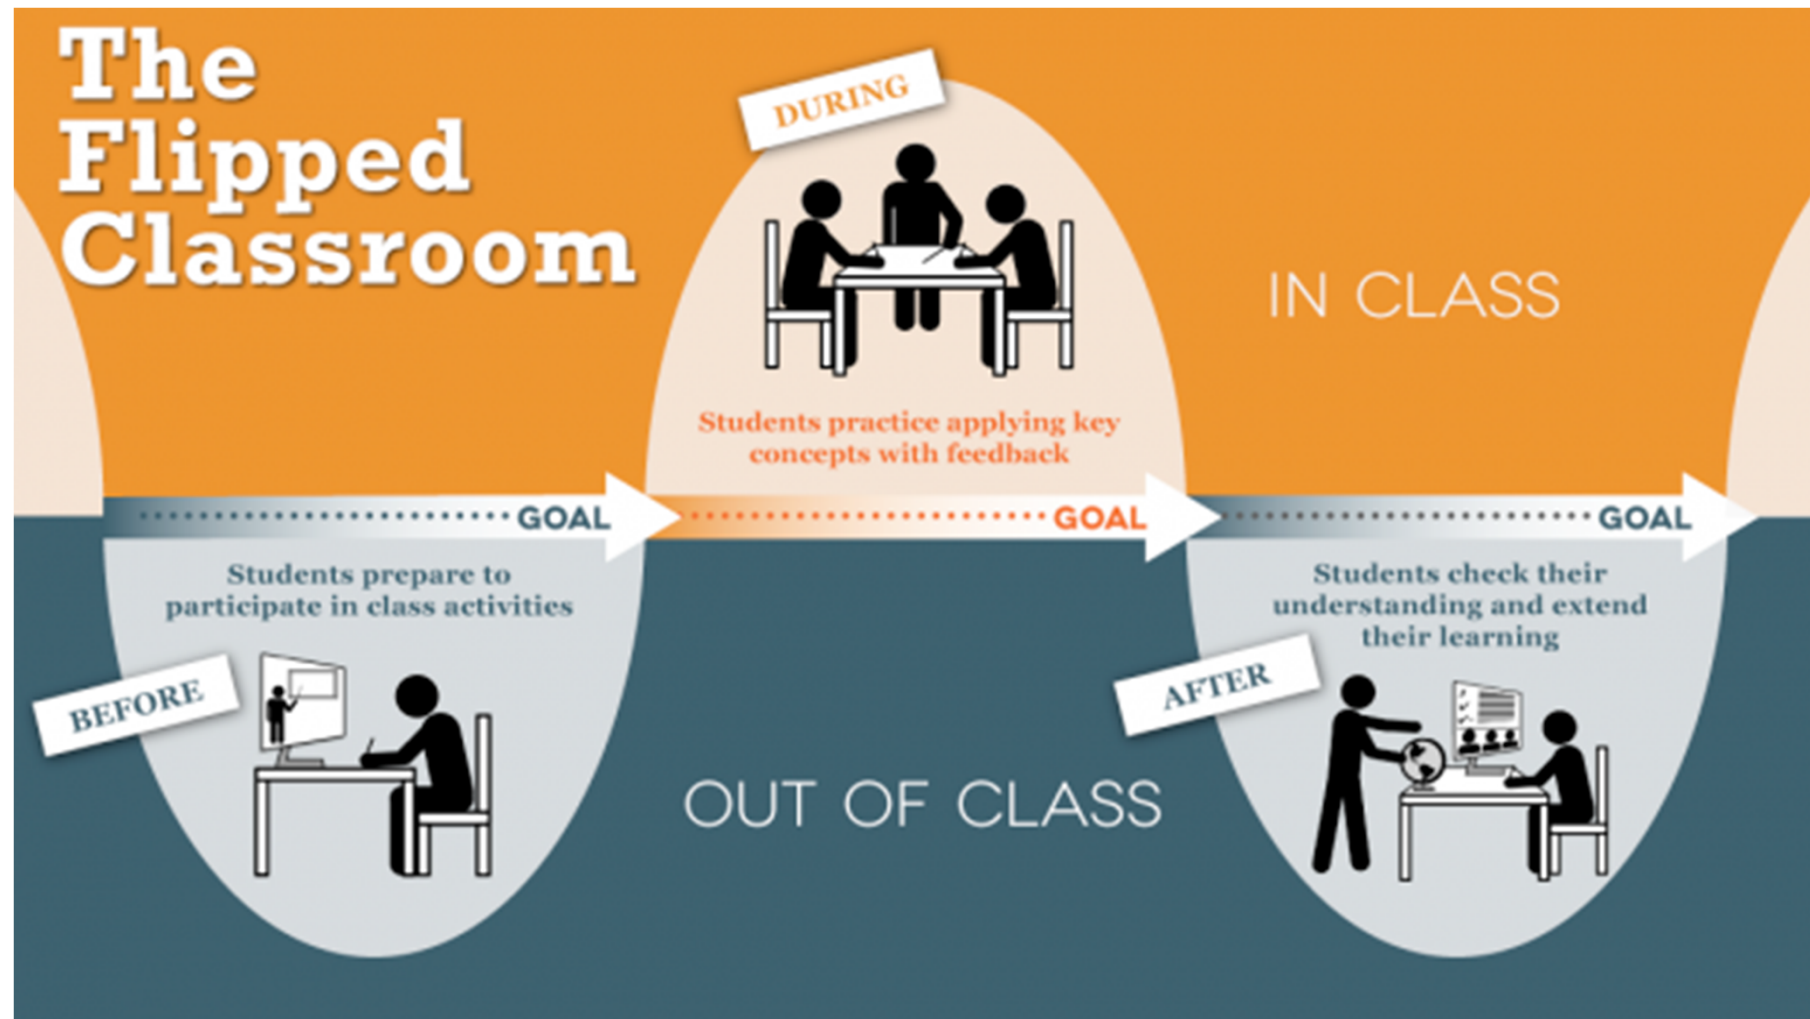 The
Flipped
Classroom
DURING
IN CLASS
Students practice applying key
concepts with feedback
GOAL
GOAL
GOAL
Students prepare to
participate in class activities
BEFORE
Students check their
understanding and extend
their learning
AFTER
OUT OF CLASS